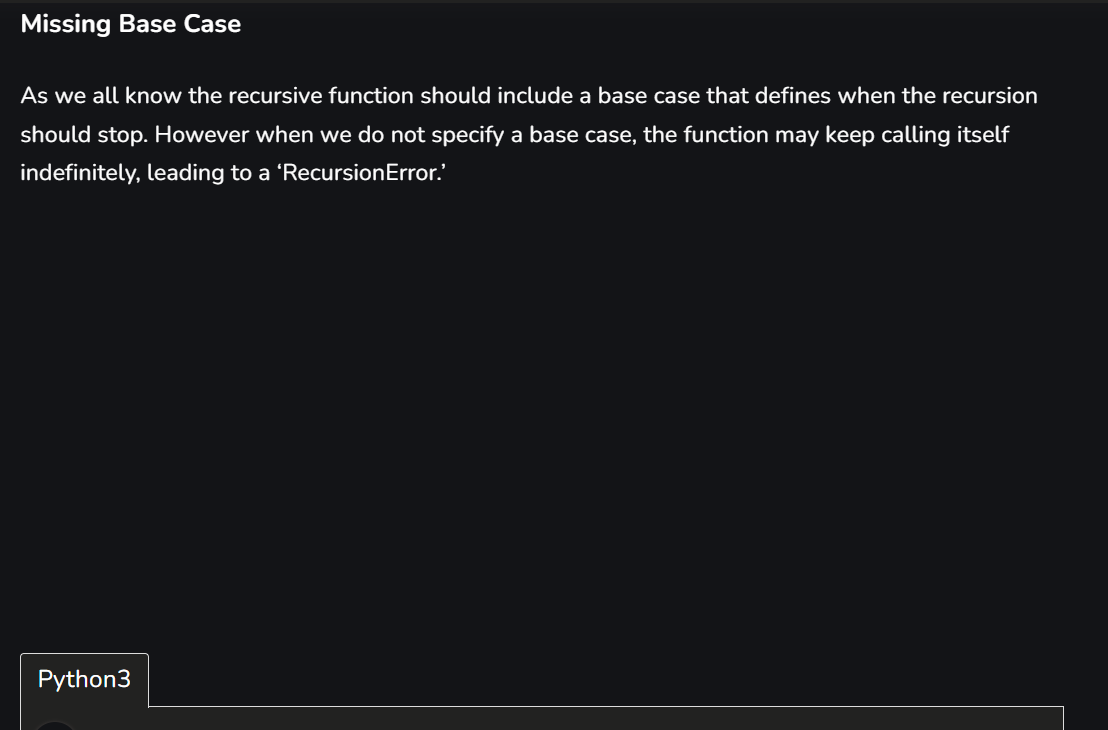 Missing Base Case
As we all know the recursive function should include a base case that defines when the recursion
should stop. However when we do not specify a base case, the function may keep calling itself
indefinitely, leading to a ‘RecursionError.’
Python3